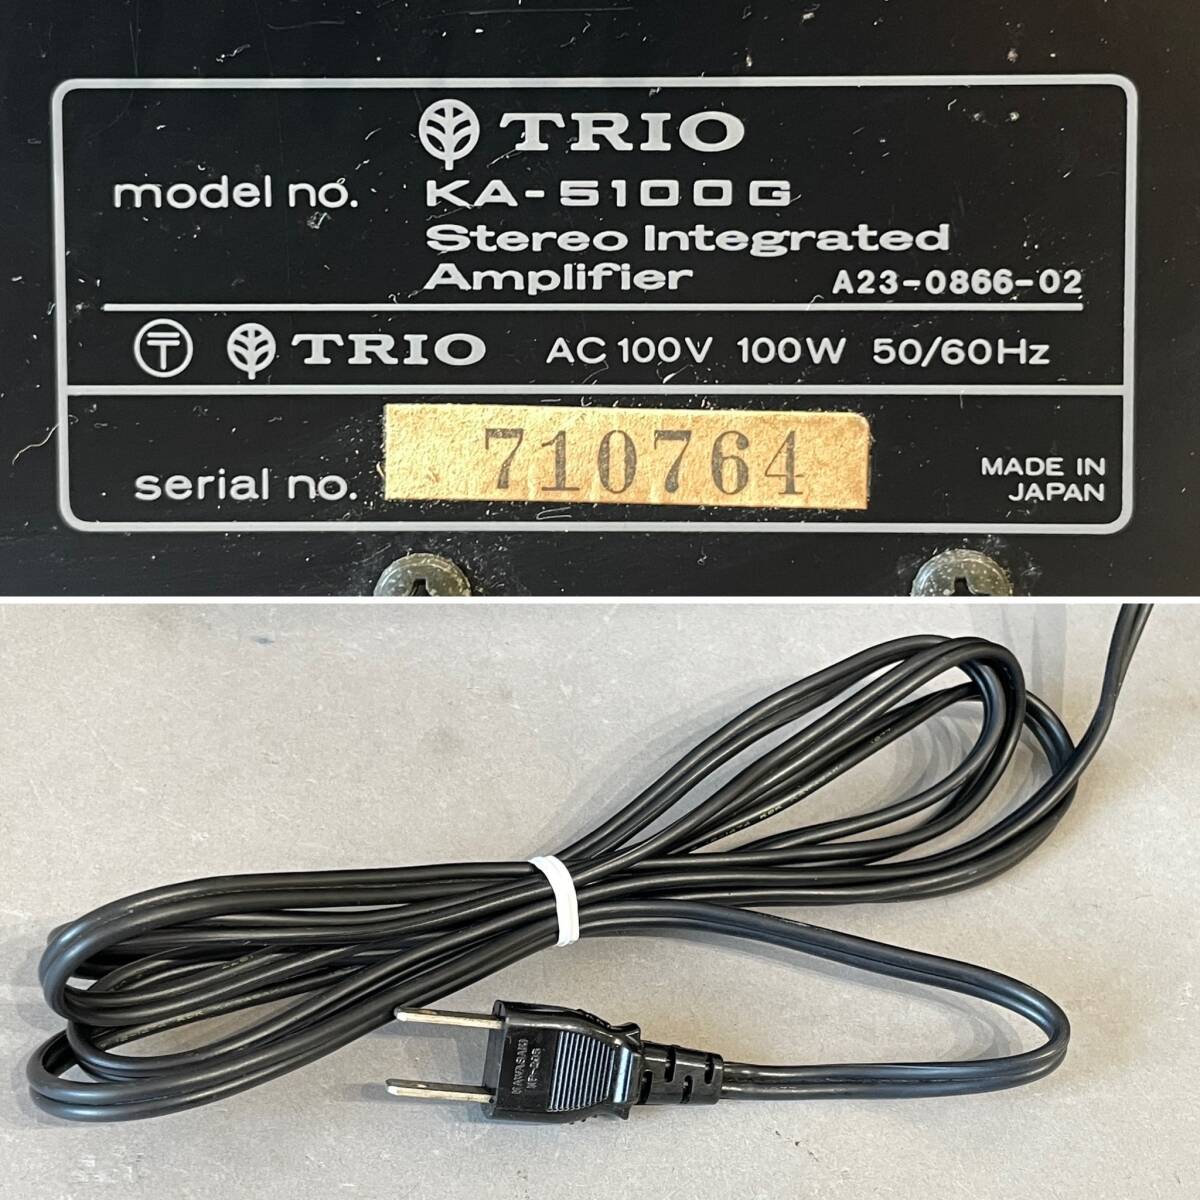 TRIO
model no. KA-5100G
Stereo Integrated
Amplifier A23-0866-02
〒 TRIO AC 100V 100W 50/60Hz
serial no. 710764
MADE IN
JAPAN
KAWASAKI